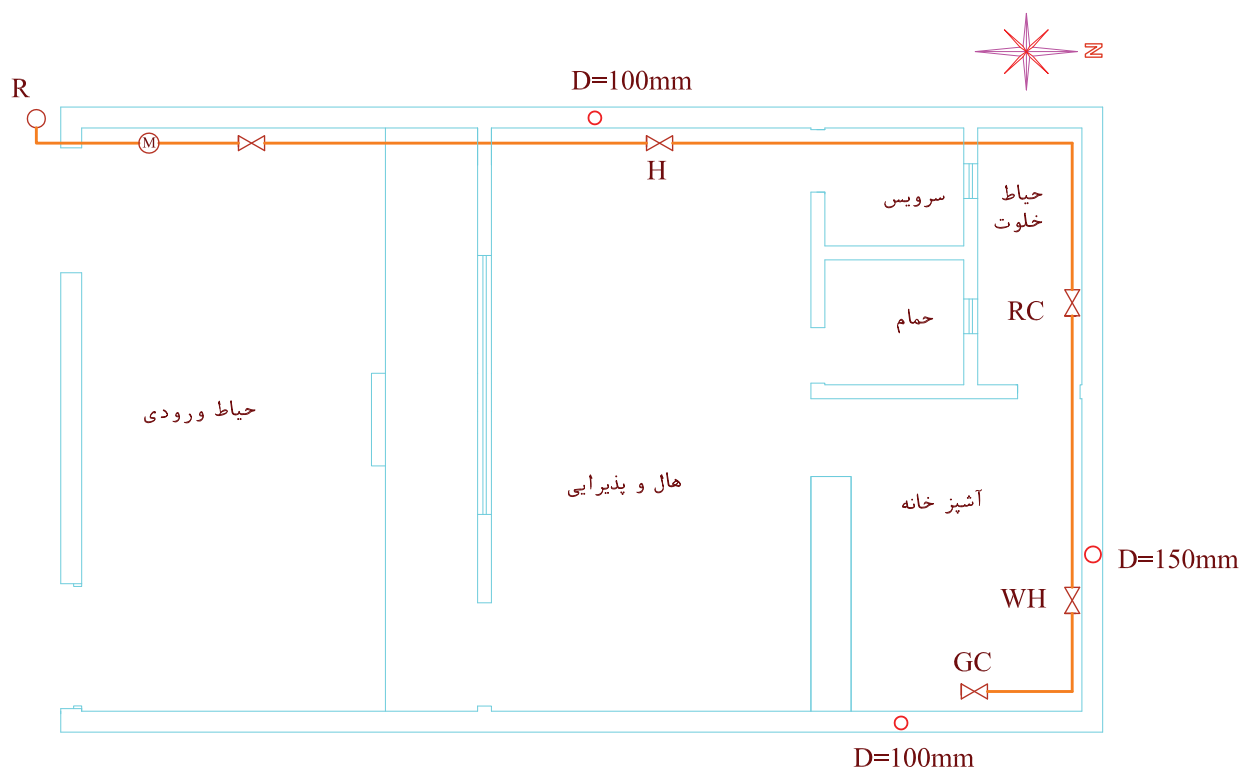 N
R
D=100mm
M
H
سرویس
حیاط
خلوت
RC
حمام
حیاط ورودی
هال و پذیرایی
آشپز خانه
D=150mm
WH
GC
D=100mm